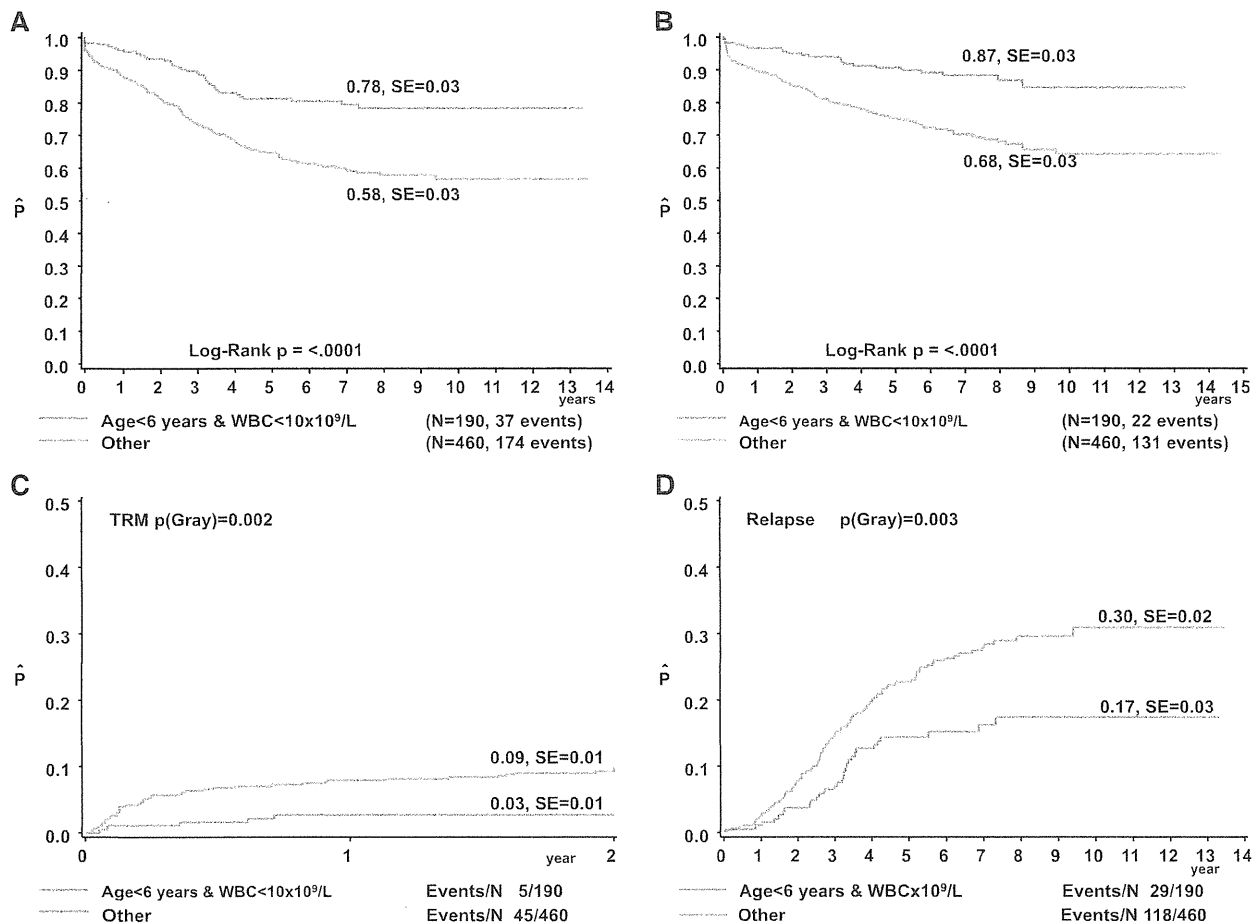 A
1.0
0.9
0.8
0.7
0.6
0.5
0.4
0.3
0.2
0.1
0.0
P̂
0.78, SE=0.03
0.58, SE=0.03
Log-Rank p = <.0001
0 1 2 3 4 5 6 7 8 9 10 11 12 13 14
years
Age<6 years & WBC<10x10⁹/L (N=190, 37 events)
Other (N=460, 174 events)
B
1.0
0.9
0.8
0.7
0.6
0.5
0.4
0.3
0.2
0.1
0.0
P̂
0.87, SE=0.03
0.68, SE=0.03
Log-Rank p = <.0001
0 1 2 3 4 5 6 7 8 9 10 11 12 13 14 15
years
Age<6 years & WBC<10x10⁹/L (N=190, 22 events)
Other (N=460, 131 events)
C
0.5
0.4
0.3
0.2
0.1
0.0
P̂
TRM p(Gray)=0.002
0.09, SE=0.01
0.03, SE=0.01
0 1 2
year
Age<6 years & WBC<10x10⁹/L Events/N 5/190
Other Events/N 45/460
D
0.5
0.4
0.3
0.2
0.1
0.0
P̂
Relapse p(Gray)=0.003
0.30, SE=0.02
0.17, SE=0.03
0 1 2 3 4 5 6 7 8 9 10 11 12 13 14
year
Age<6 years & WBCx10⁹/L Events/N 29/190
Other Events/N 118/460